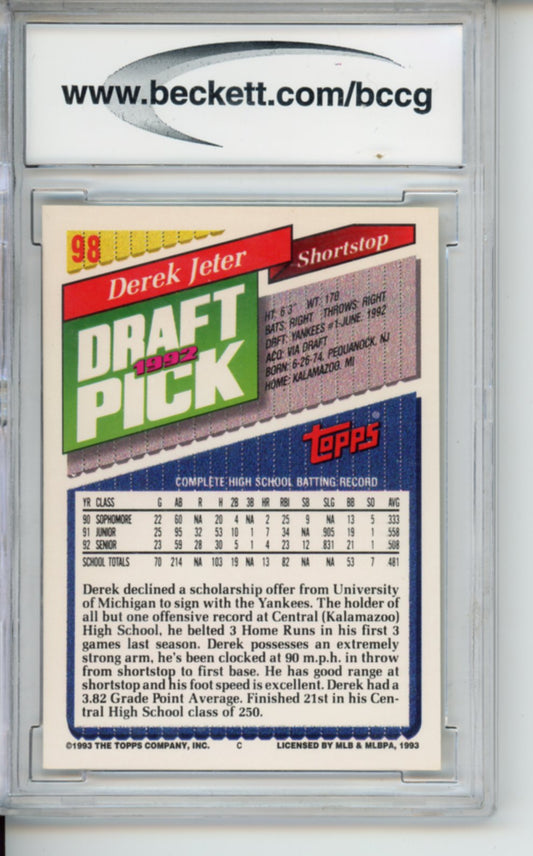 www.beckett.com/bccg
98
Derek Jeter
Shortstop
DRAFT
1992
PICK
HT: 6'3" WT: 178
BATS: RIGHT THROWS: RIGHT
DRFT: YANKEES #1-JUNE, 1992
ACQ: VIA DRAFT
BORN: 6-26-74, PEQUANOCK, NJ
HOME: KALAMAZOO, MI
TOPPS®
COMPLETE HIGH SCHOOL BATTING RECORD
YR CLASS G AB R H 2B 3B HR RBI SB SLG BB SO AVG
90 SOPHOMORE 22 60 NA 20 4 NA 2 25 9 NA 13 5 .333
91 JUNIOR 25 95 32 53 10 1 7 34 NA .905 19 1 .558
92 SENIOR 23 59 28 30 5 1 4 23 12 .831 21 1 .508
SCHOOL TOTALS 70 214 NA 103 19 NA 13 82 NA NA 53 7 .481
Derek declined a scholarship offer from University
of Michigan to sign with the Yankees. The holder of
all but one offensive record at Central (Kalamazoo)
High School, he belted 3 Home Runs in his first 3
games last season. Derek possesses an extremely
strong arm, he's been clocked at 90 m.p.h. in throw
from shortstop to first base. He has good range at
shortstop and his foot speed is excellent. Derek had a
3.82 Grade Point Average. Finished 21st in his Cen-
tral High School class of 250.
©1993 THE TOPPS COMPANY, INC. C LICENSED BY MLB & MLBPA, 1993